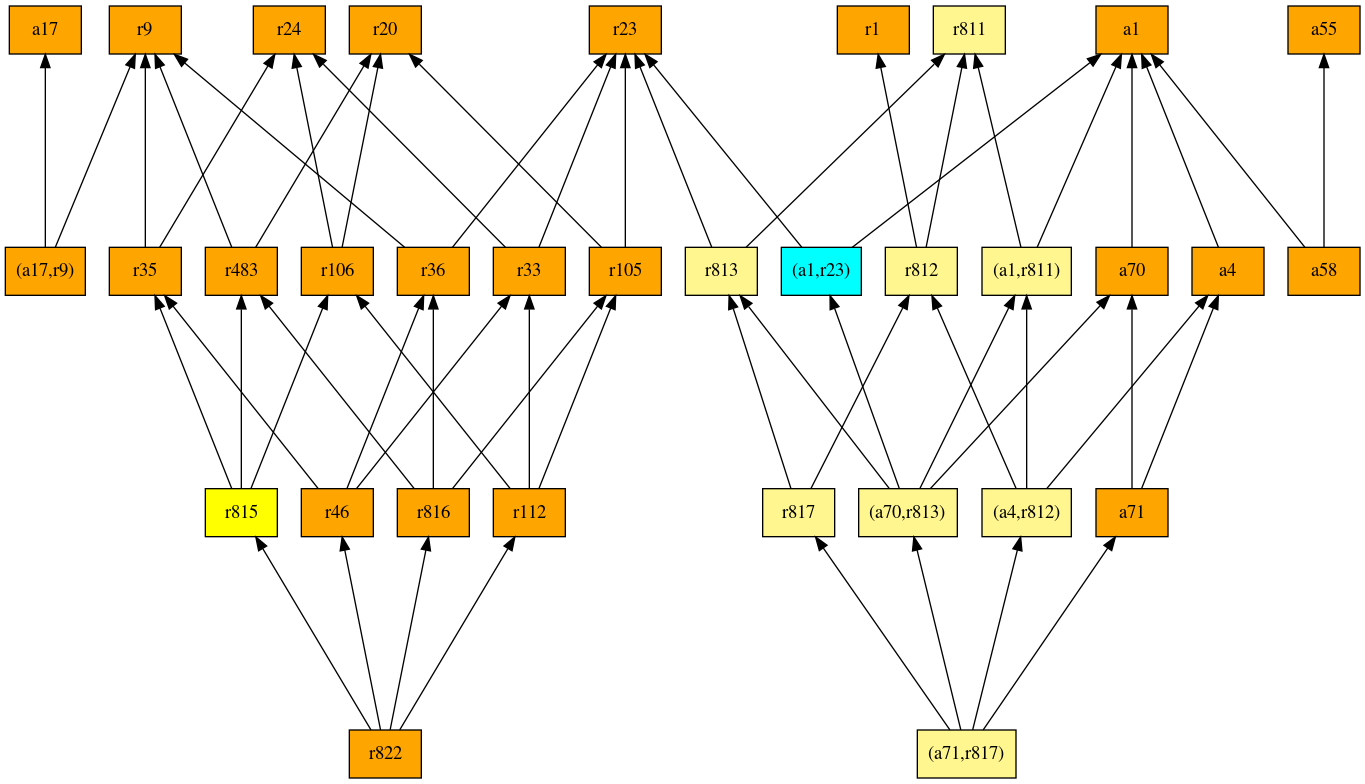 a17 r9 r24 r20 r23 r1 r811 a1 a55
(a17,r9) r35 r483 r106 r36 r33 r105 r813 (a1,r23) r812 (a1,r811) a70 a4 a58
r815 r46 r816 r112 r817 (a70,r813) (a4,r812) a71
r822 (a71,r817)